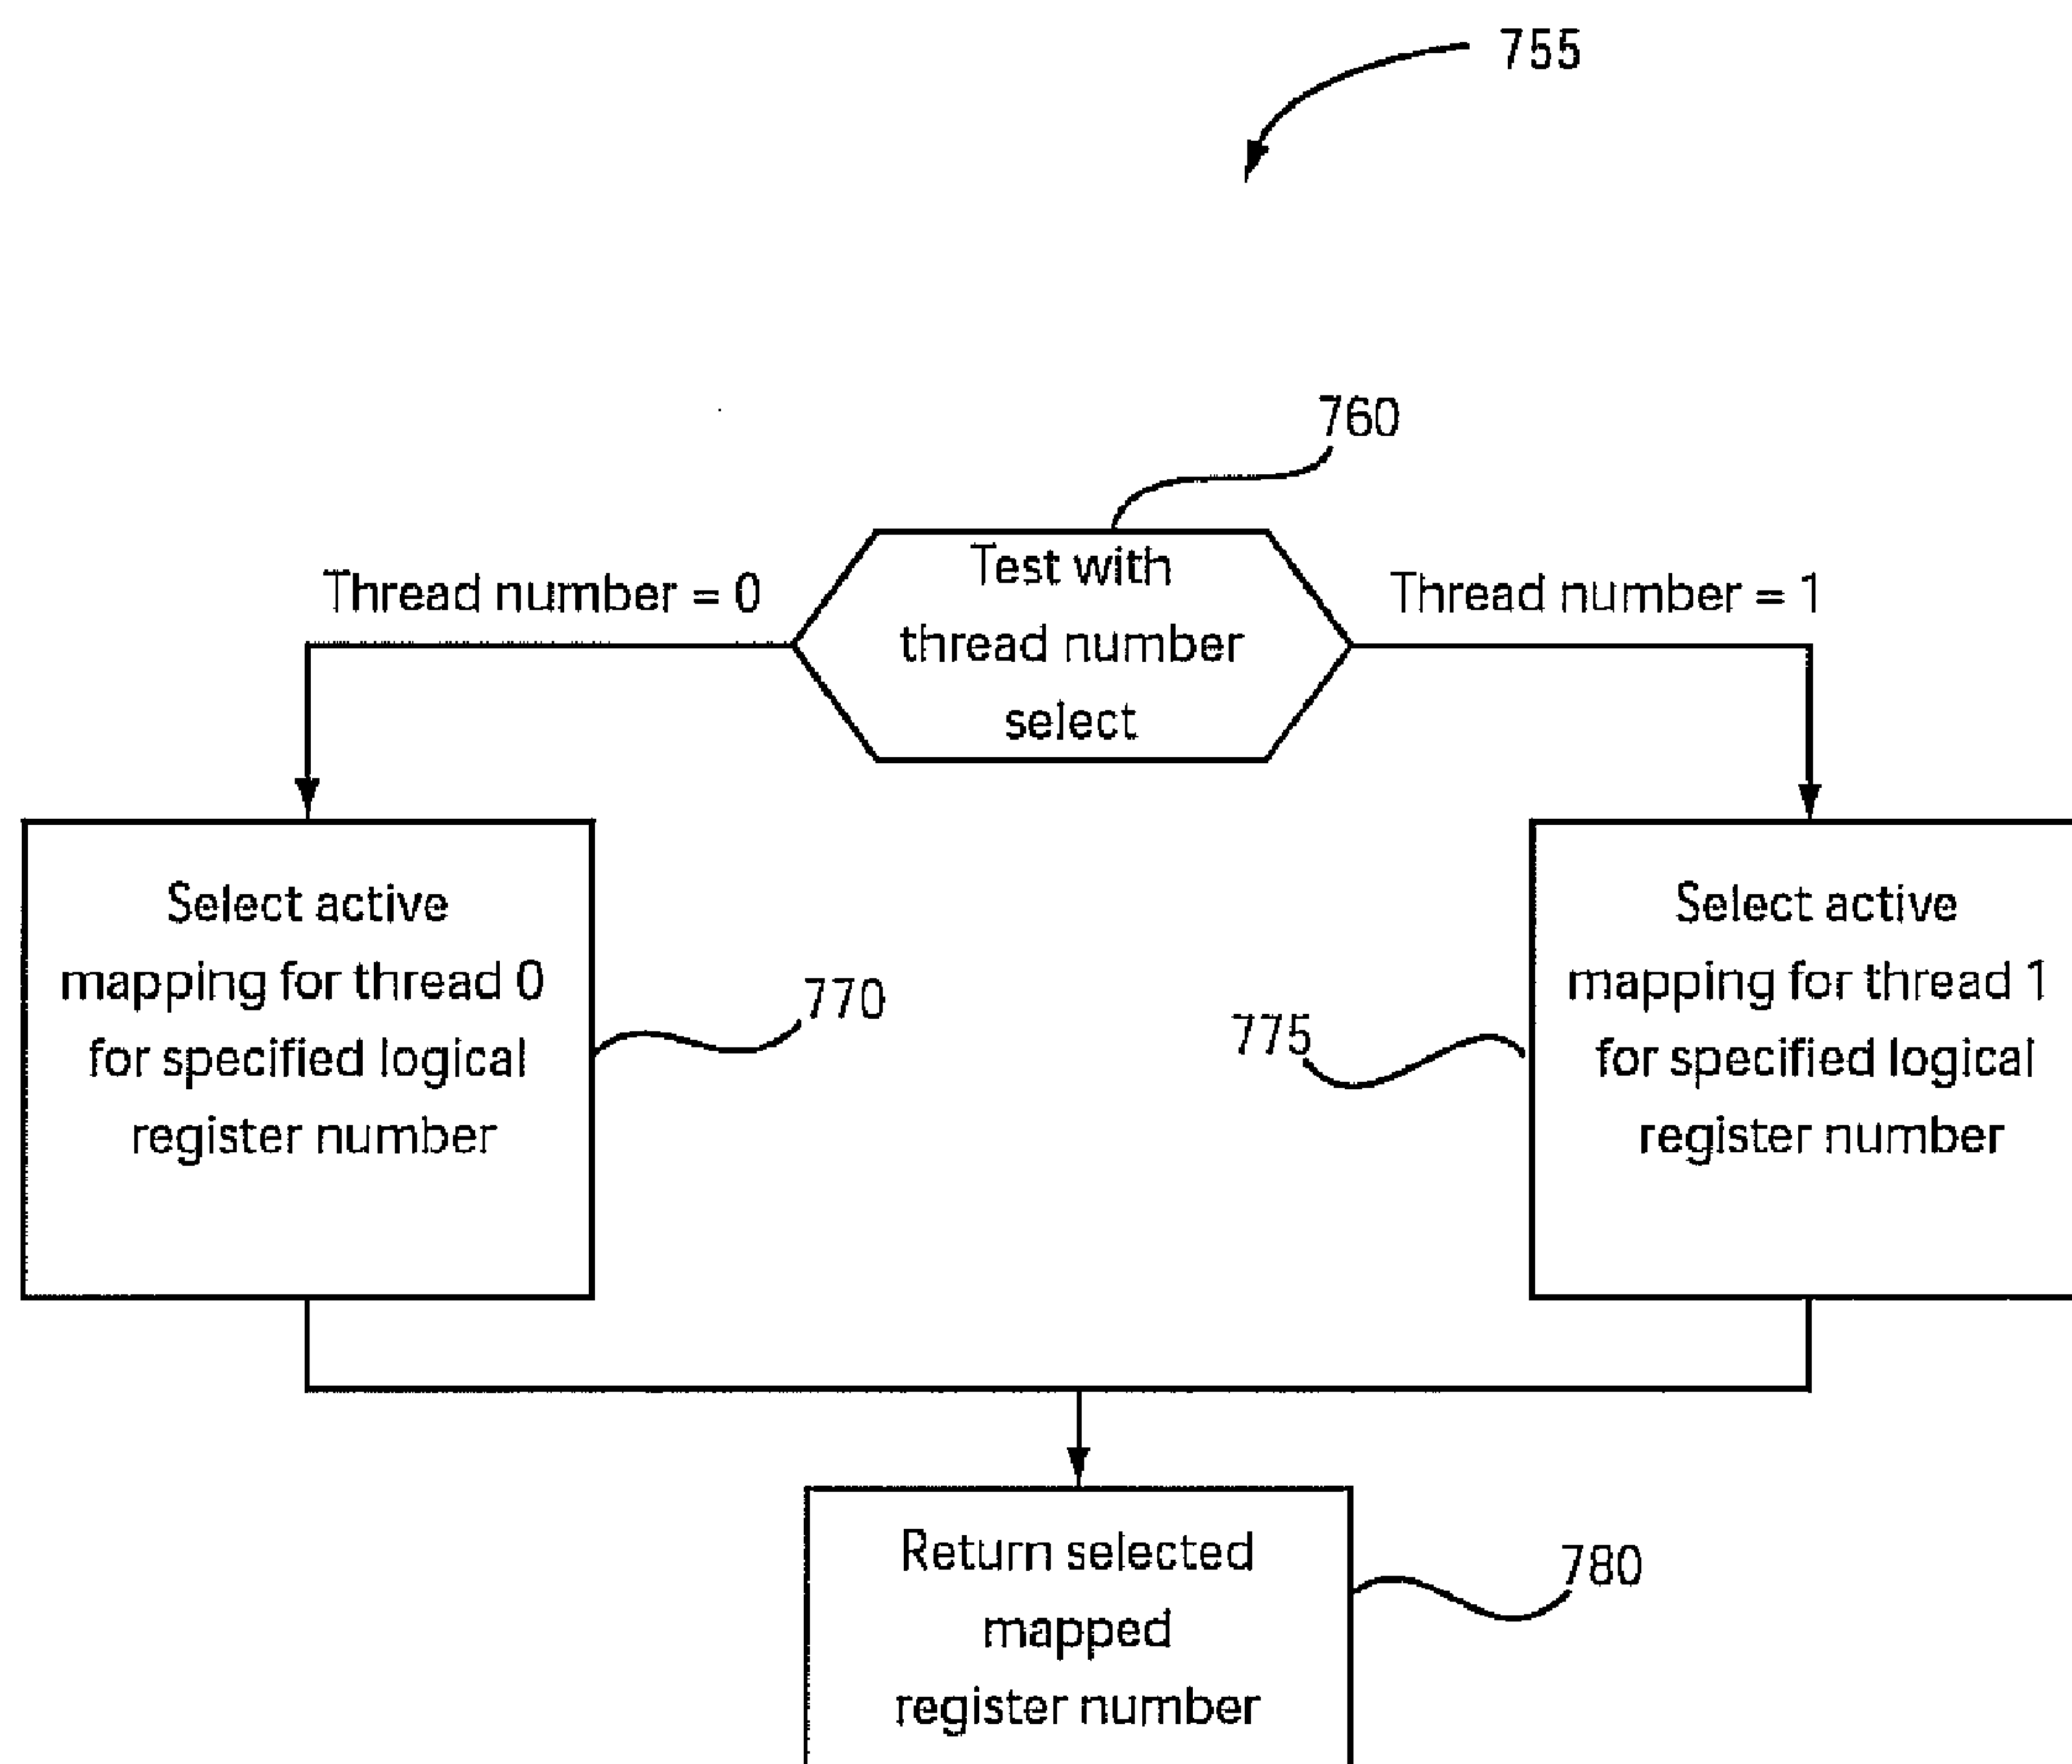 755
760
Thread number = 0
Test with
thread number
select
Thread number = 1
Select active
mapping for thread 0
for specified logical
register number
770
775
Select active
mapping for thread 1
for specified logical
register number
Return selected
mapped
register number
780